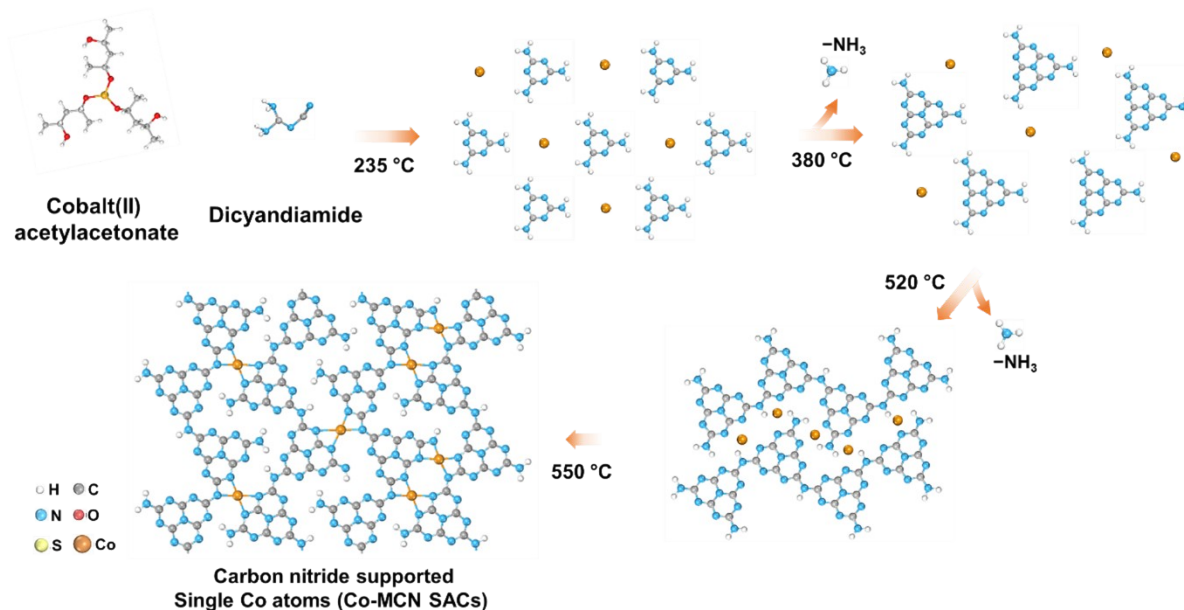 Cobalt(II)
acetylacetonate
Dicyandiamide
235 °C
−NH₃
380 °C
520 °C
−NH₃
550 °C
H C
N O
S Co
Carbon nitride supported
Single Co atoms (Co-MCN SACs)